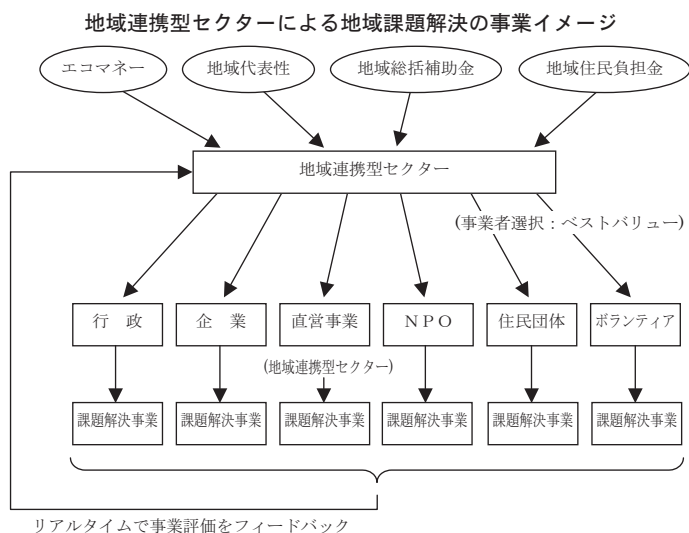 地域連携型セクターによる地域課題解決の事業イメージ
エコマネー 地域代表性 地域総括補助金 地域住民負担金
地域連携型セクター
(事業者選択：ベストバリュー)
行　政 企　業 直営事業 ＮＰＯ 住民団体 ボランティア
(地域連携型セクター)
課題解決事業 課題解決事業 課題解決事業 課題解決事業 課題解決事業 課題解決事業
リアルタイムで事業評価をフィードバック